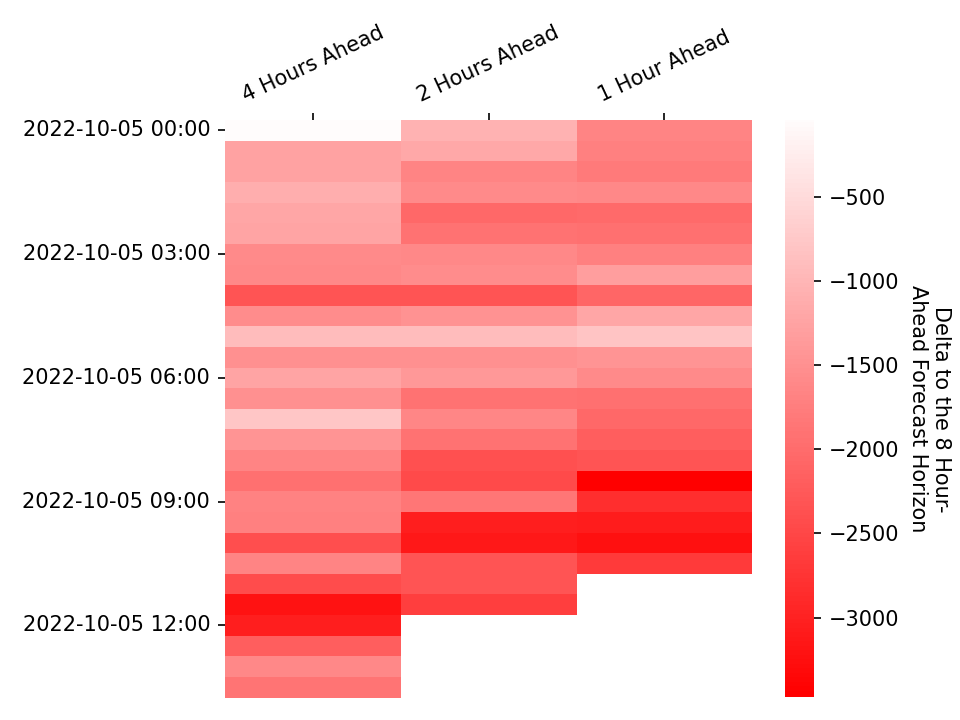 4 Hours Ahead
2 Hours Ahead
1 Hour Ahead
2022-10-05 00:00
2022-10-05 03:00
2022-10-05 06:00
2022-10-05 09:00
2022-10-05 12:00
−500
−1000
−1500
−2000
−2500
−3000
Delta to the 8 Hour-
Ahead Forecast Horizon